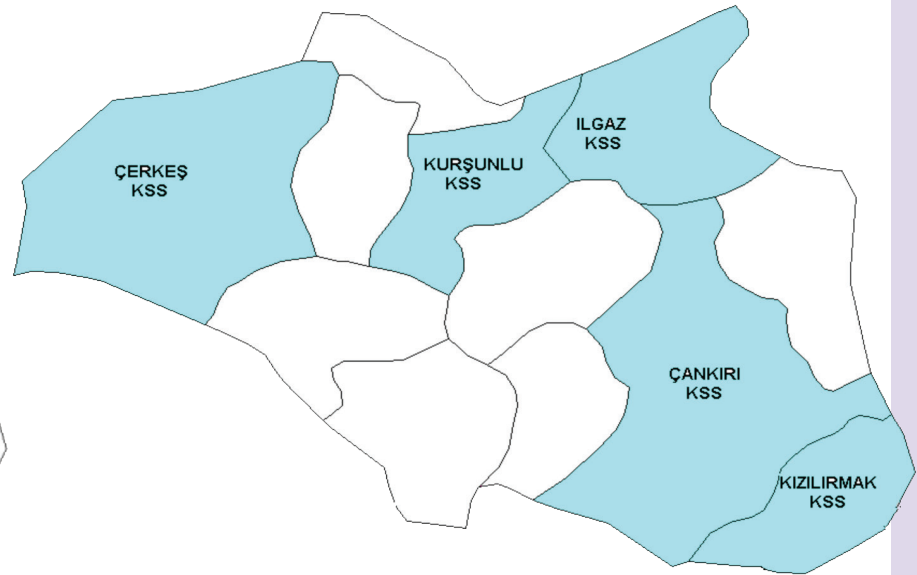 ÇERKEŞ
KSS
KURŞUNLU
KSS
ILGAZ
KSS
ÇANKIRI
KSS
KIZILIRMAK
KSS